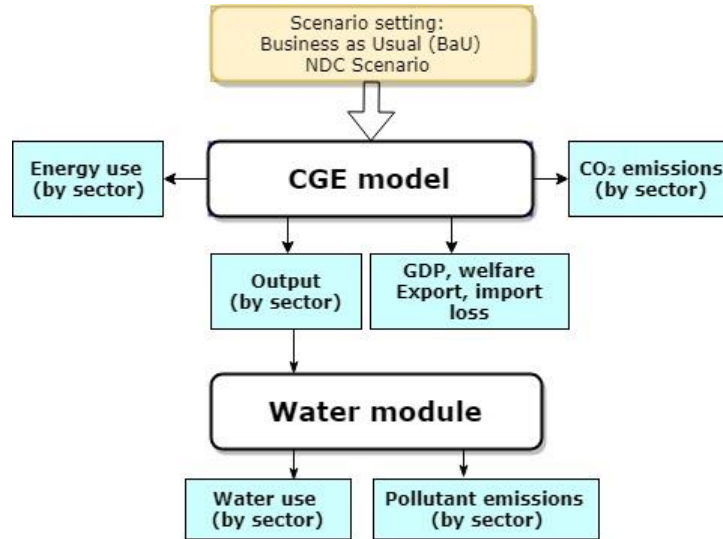 Scenario setting:
Business as Usual (BaU)
NDC Scenario
Energy use
(by sector)
CGE model
CO₂ emissions
(by sector)
Output
(by sector)
GDP, welfare
Export, import
loss
Water module
Water use
(by sector)
Pollutant emissions
(by sector)